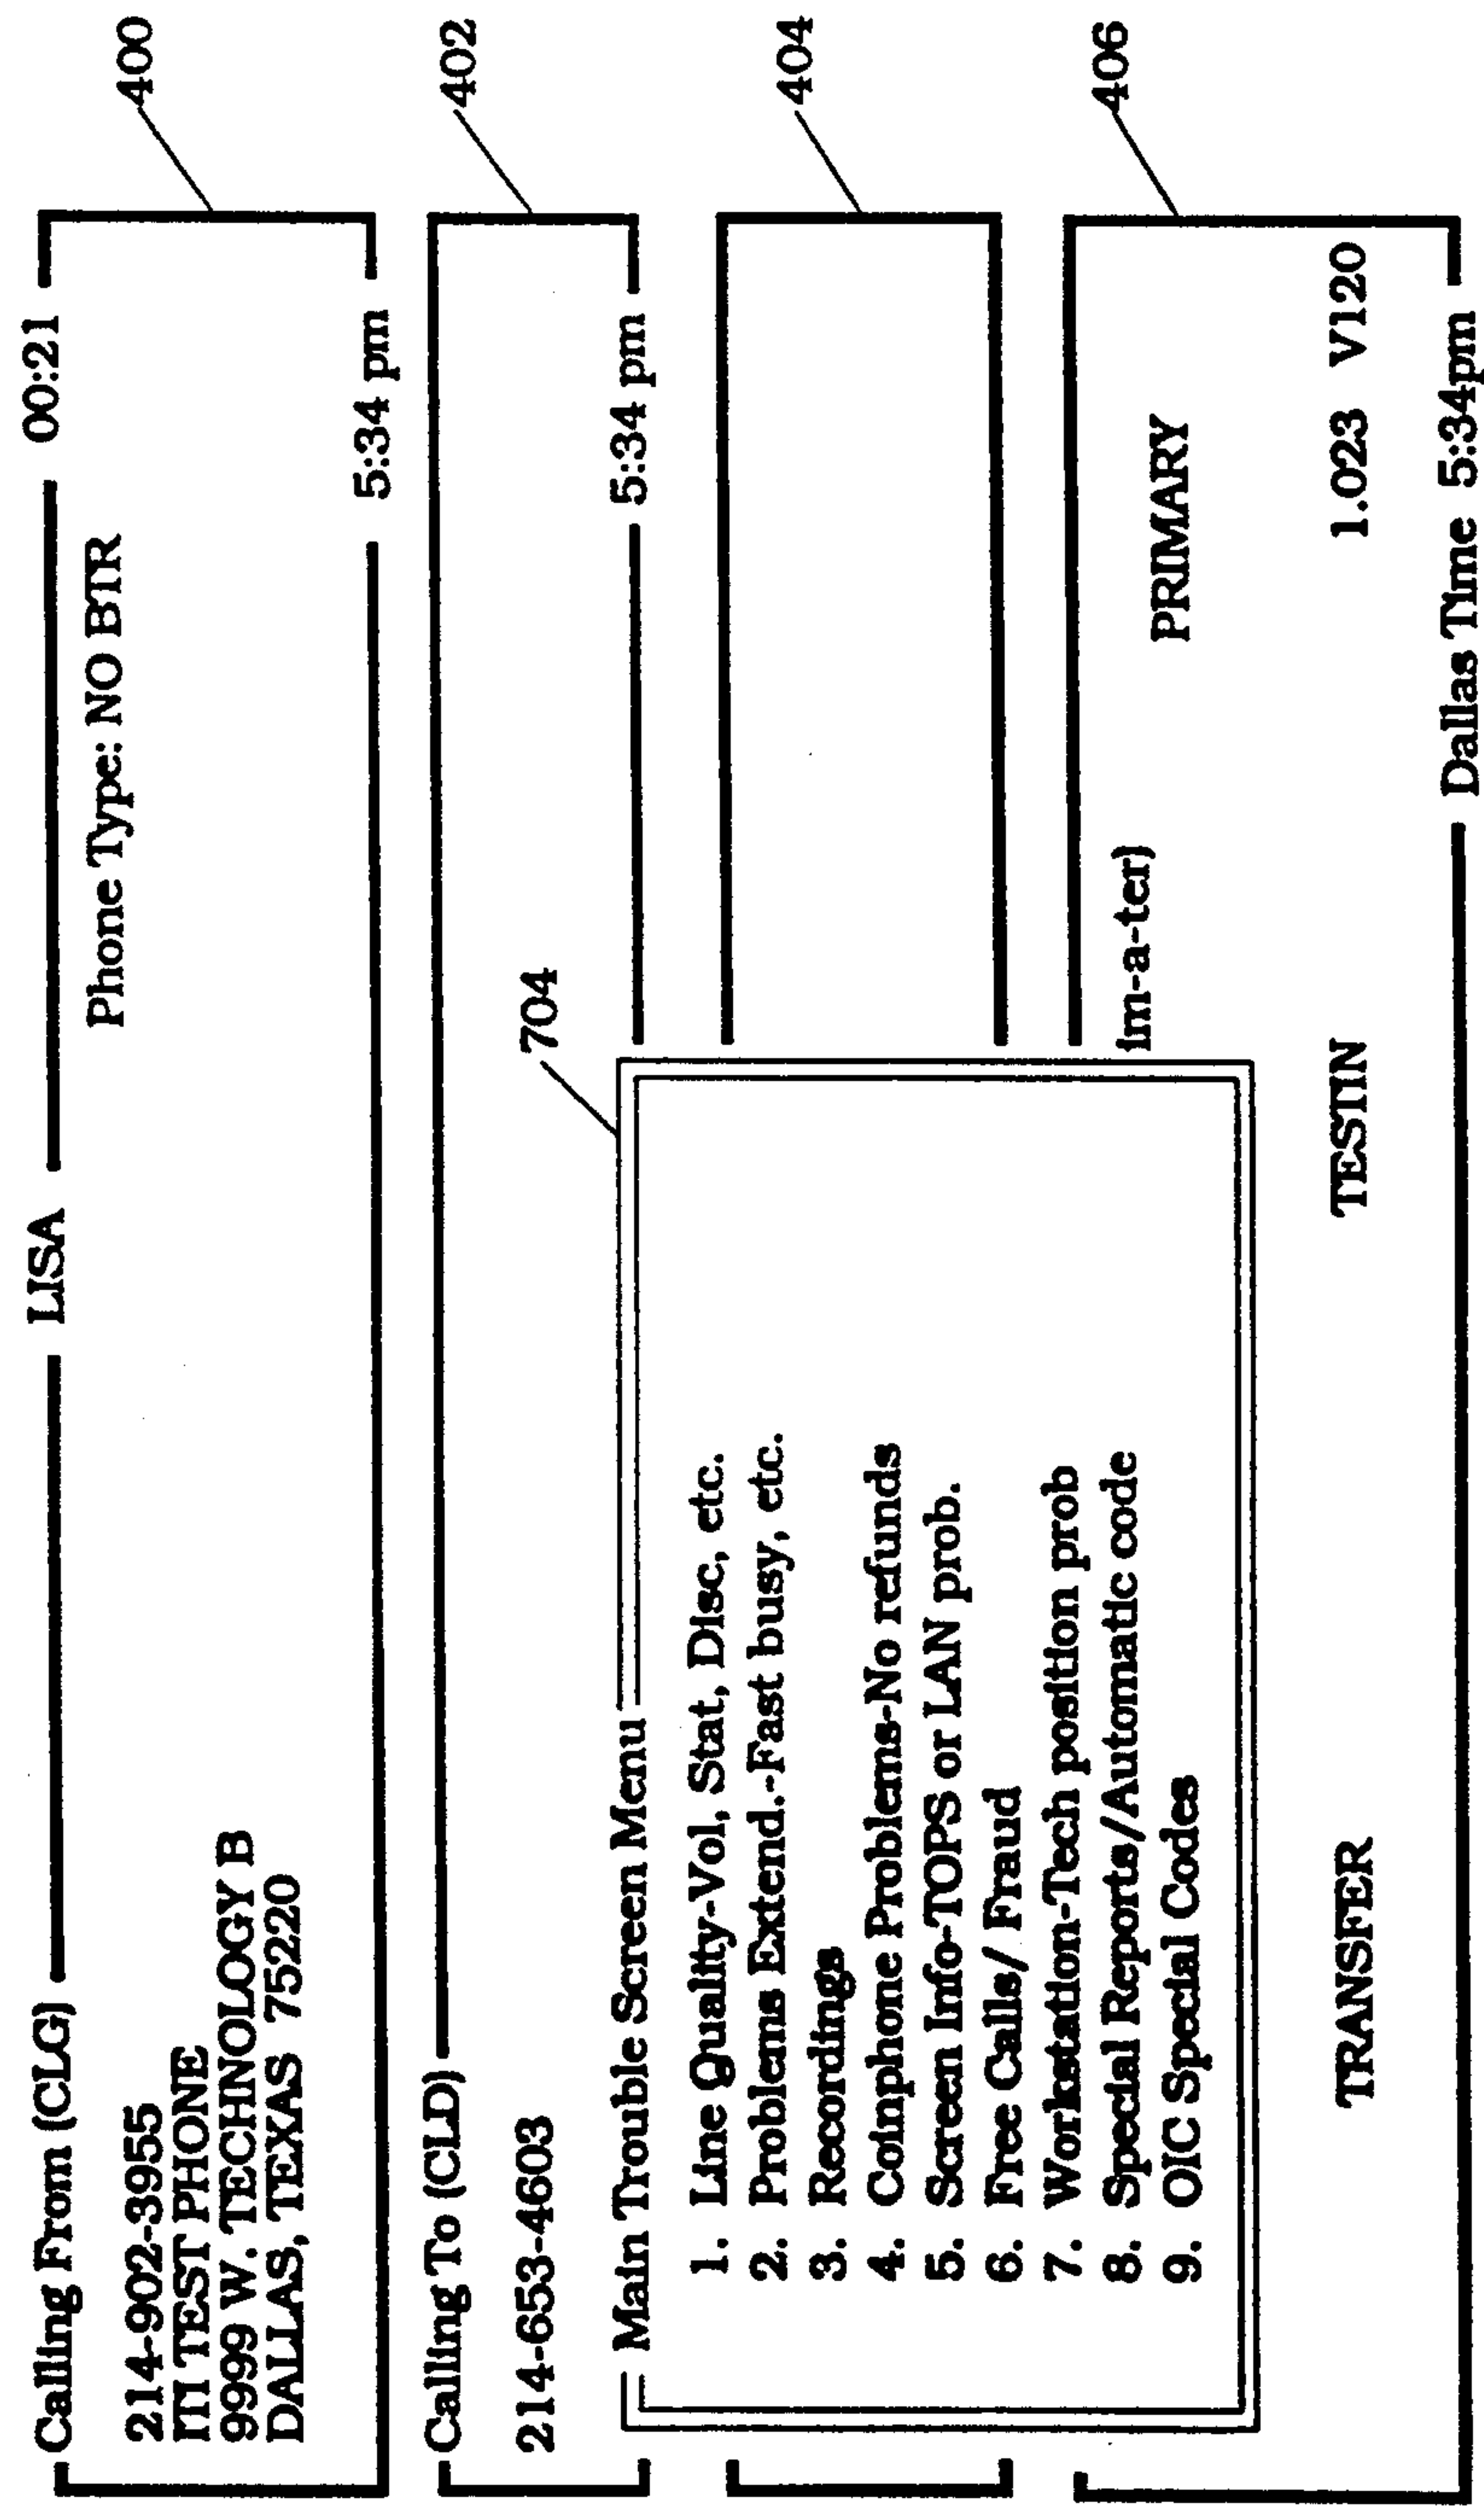 Calling From (CLG) LISA 00:21
400
Phone Type: NO BTR
214-902-3955
ITI TEST PHONE
9999 W. TECHNOLOGY B
DALLAS, TEXAS 75220
5:34 pm
Calling To (CLD)
402
214-653-4603
704
Main Trouble Screen Menu 5:34 pm
1. Line Quality-Vol, Stat, Disc, etc.
2. Problems Extend.-Fast busy, etc.
3. Recordings
4. Coinphone Problems-No refunds
5. Screen Info-TOPS or LAN prob.
6. Free Calls/ Fraud
7. Workstation-Tech position prob
8. Special Reports/Automatic code
9. OIC Special Codes
404
406
im-a-ter)
PRIMARY
TRANSFER TESTIN 1.023 V120
Dallas Time 5:34pm